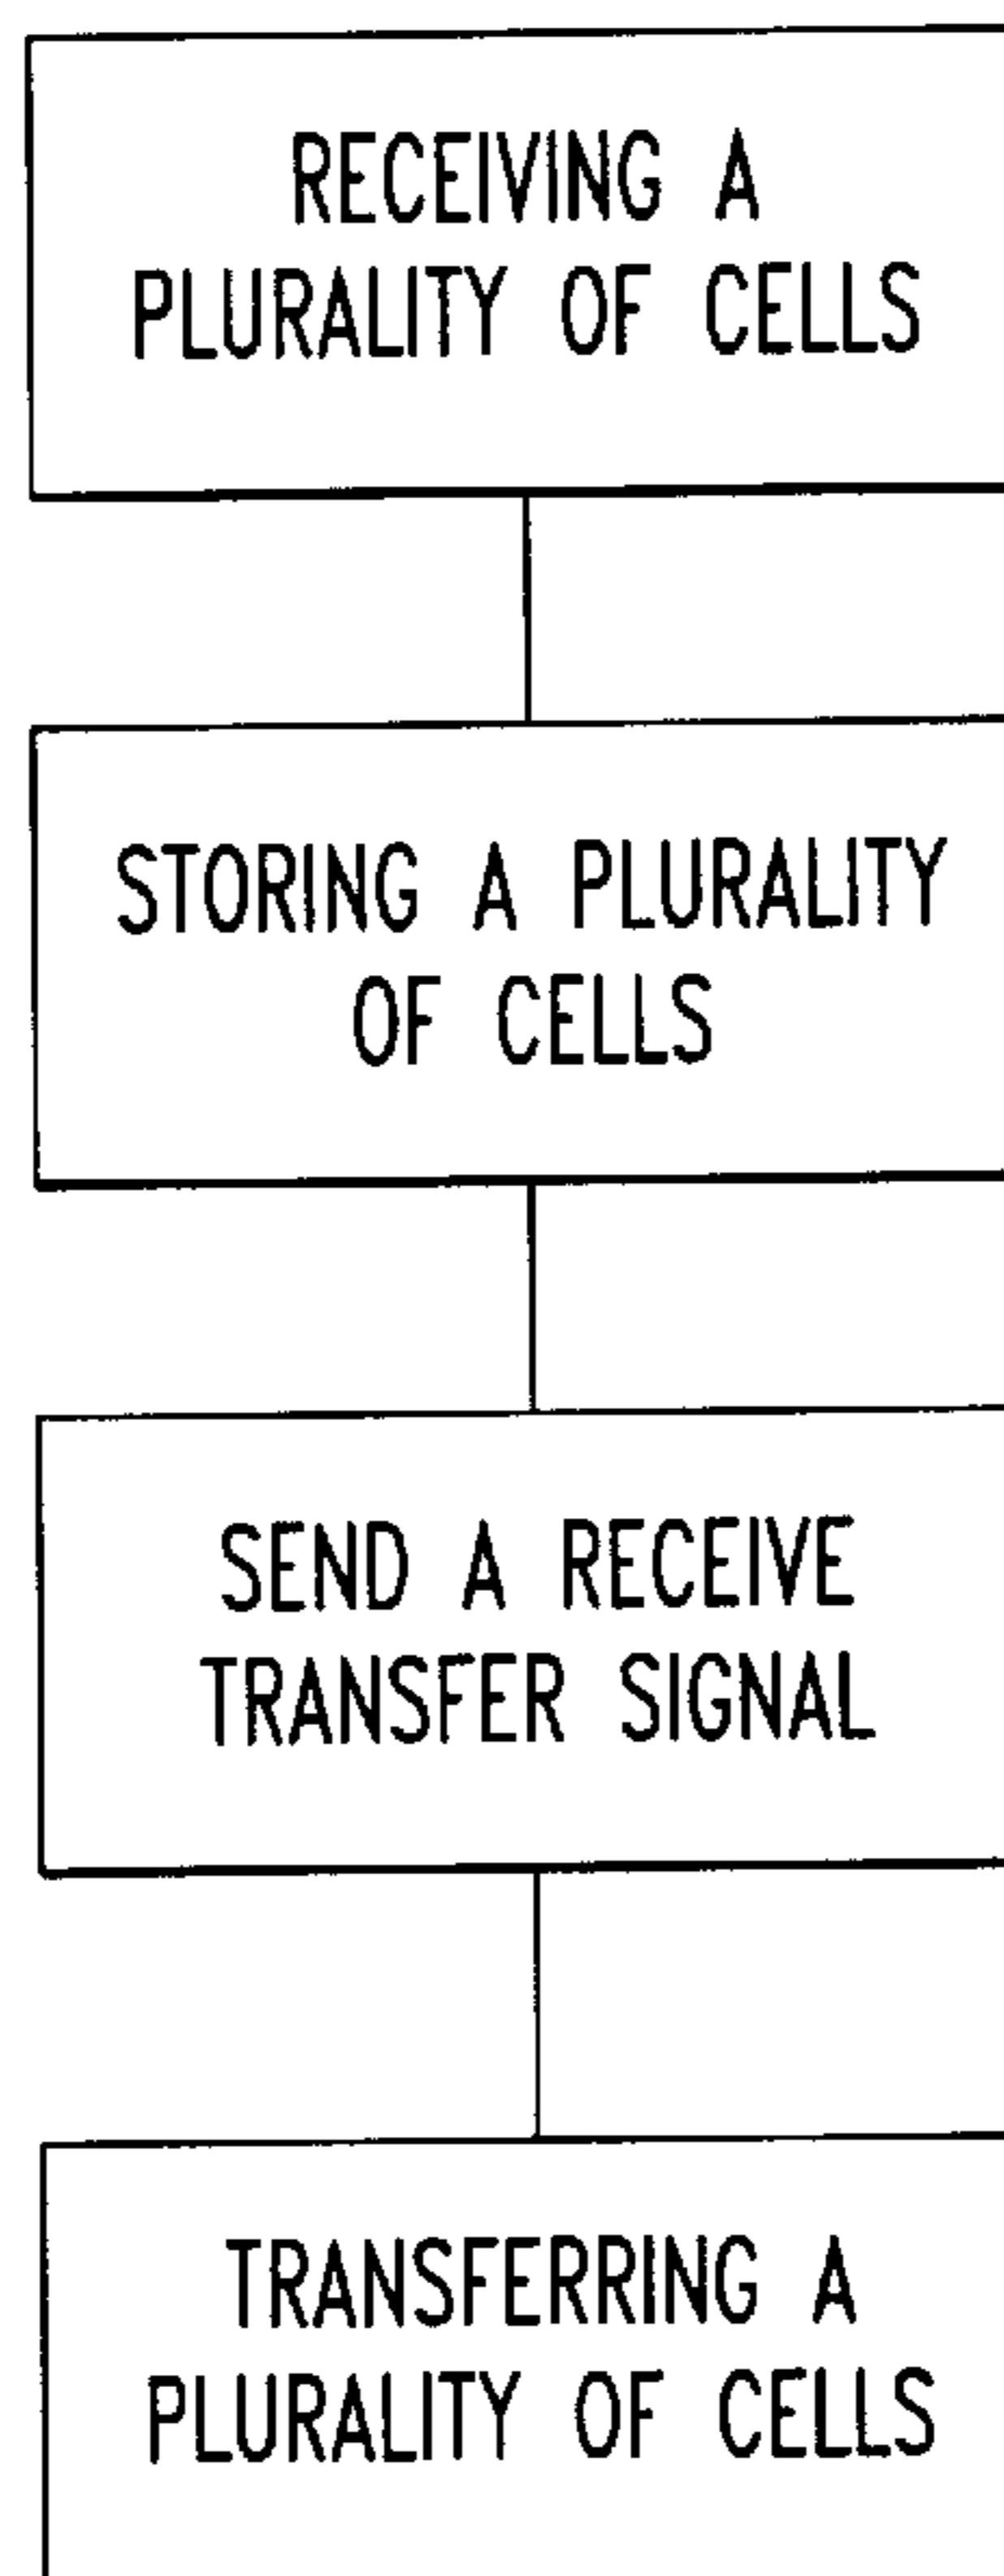 RECEIVING A
PLURALITY OF CELLS
STORING A PLURALITY
OF CELLS
SEND A RECEIVE
TRANSFER SIGNAL
TRANSFERRING A
PLURALITY OF CELLS